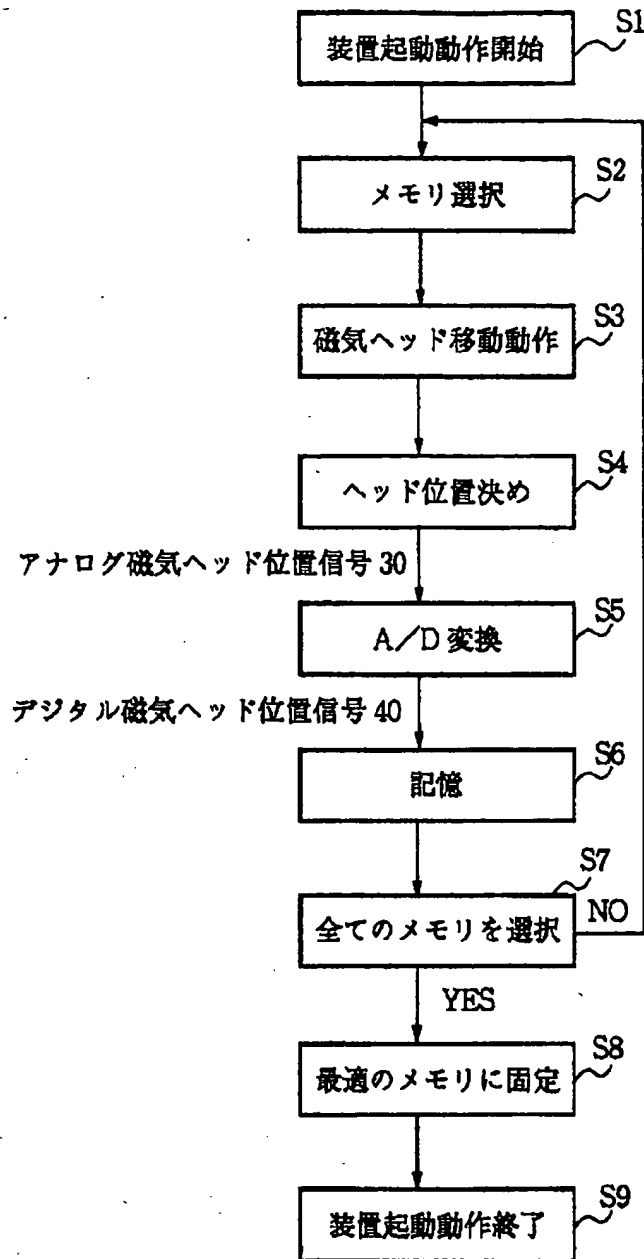 S1
装置起動動作開始
S2
メモリ選択
S3
磁気ヘッド移動動作
S4
ヘッド位置決め
アナログ磁気ヘッド位置信号 30
S5
A/D 変換
デジタル磁気ヘッド位置信号 40
S6
記憶
S7
全てのメモリを選択
NO
YES
S8
最適のメモリに固定
S9
装置起動動作終了